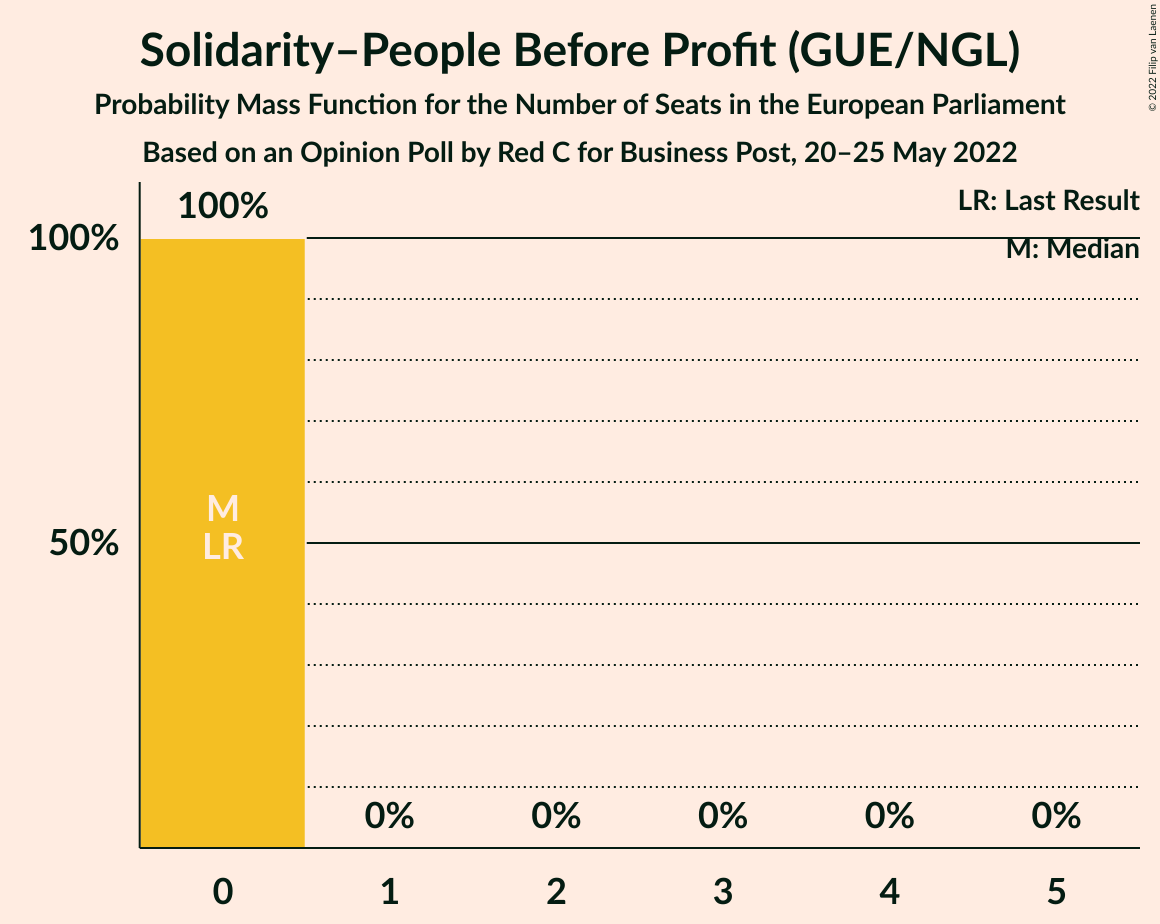 Solidarity–People Before Profit (GUE/NGL)
Probability Mass Function for the Number of Seats in the European Parliament
Based on an Opinion Poll by Red C for Business Post, 20–25 May 2022
© 2022 Filip van Laenen
LR: Last Result
M: Median
100%
100%
50%
M
LR
0% 0% 0% 0% 0%
0 1 2 3 4 5